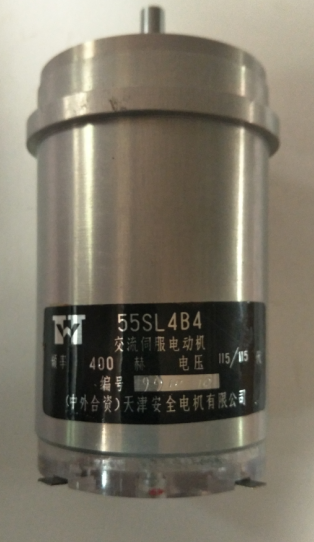 55SL4B4
交流伺服电动机
频率 400 赫 电压 115/115 伏
编号
(中外合资)天津安全电机有限公司